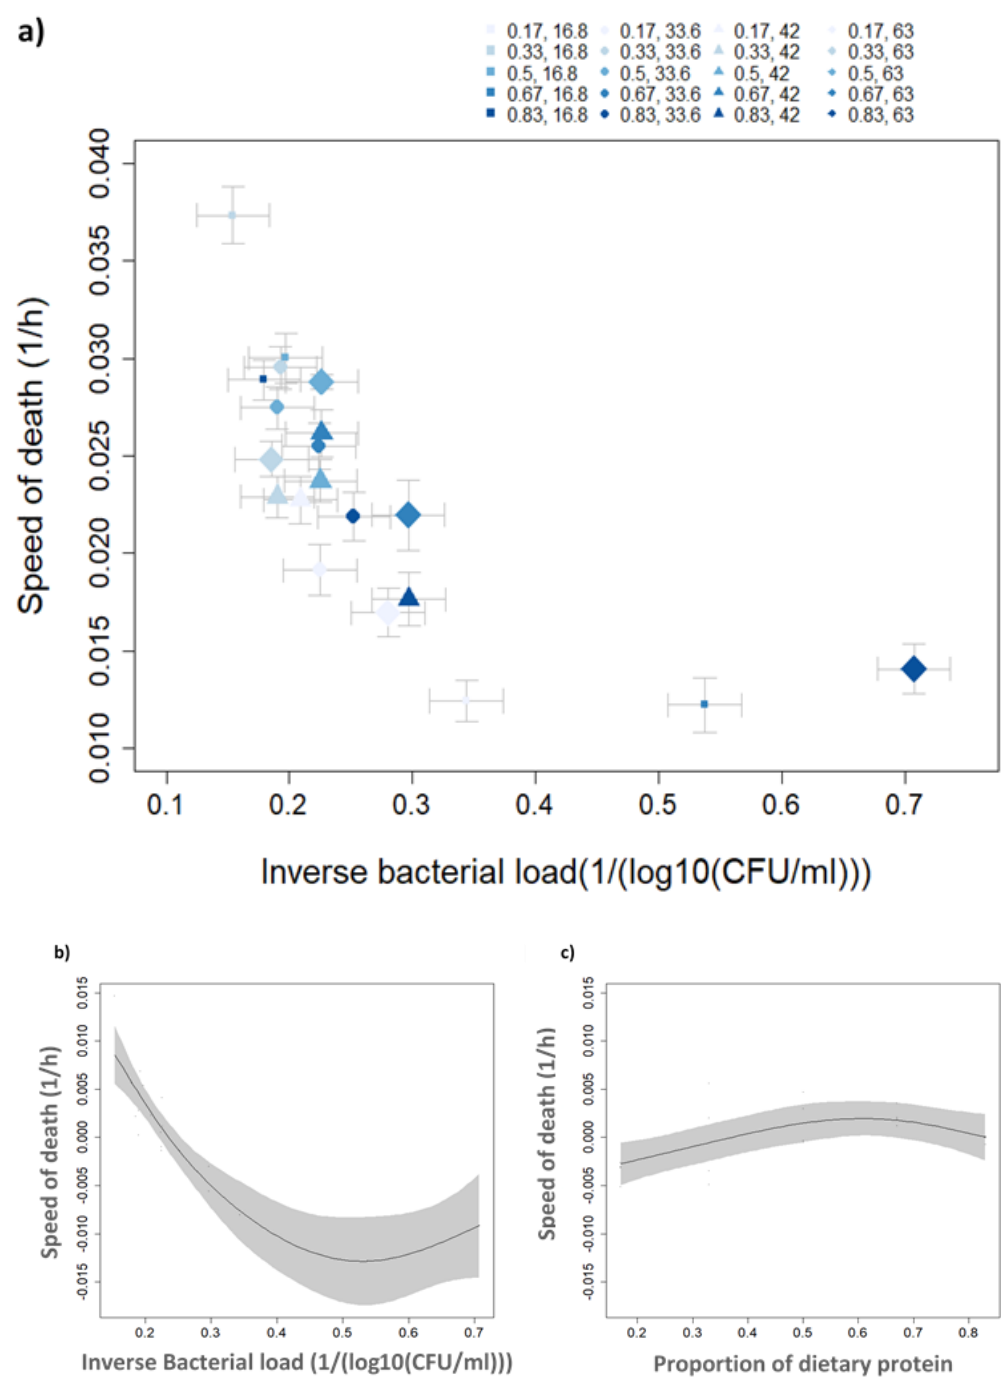 a)
0.17, 16.8 0.17, 33.6 0.17, 42 0.17, 63
0.33, 16.8 0.33, 33.6 0.33, 42 0.33, 63
0.5, 16.8 0.5, 33.6 0.5, 42 0.5, 63
0.67, 16.8 0.67, 33.6 0.67, 42 0.67, 63
0.83, 16.8 0.83, 33.6 0.83, 42 0.83, 63
Speed of death (1/h)
0.040
0.035
0.030
0.025
0.020
0.015
0.010
0.1 0.2 0.3 0.4 0.5 0.6 0.7
Inverse bacterial load(1/(log10(CFU/ml)))
b)
Speed of death (1/h)
0.015
0.010
0.005
0.000
-0.005
-0.010
-0.015
0.2 0.3 0.4 0.5 0.6 0.7
Inverse Bacterial load (1/(log10(CFU/ml)))
c)
Speed of death (1/h)
0.015
0.010
0.005
0.000
-0.005
-0.010
-0.015
0.2 0.3 0.4 0.5 0.6 0.7 0.8
Proportion of dietary protein